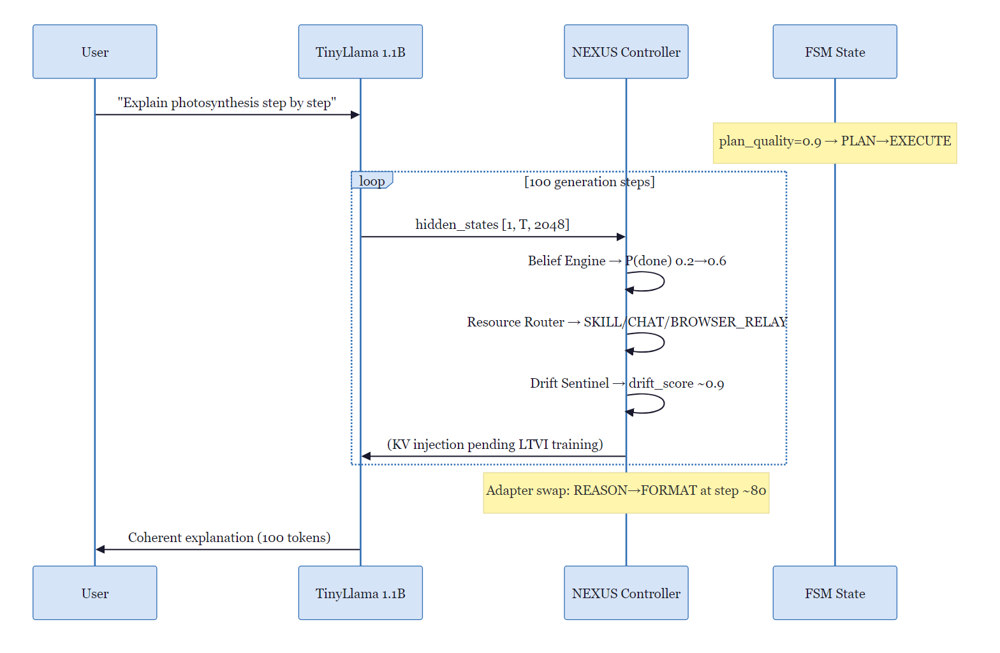 User
TinyLlama 1.1B
NEXUS Controller
FSM State
"Explain photosynthesis step by step"
plan_quality=0.9 → PLAN→EXECUTE
loop
[100 generation steps]
hidden_states [1, T, 2048]
Belief Engine → P(done) 0.2→0.6
Resource Router → SKILL/CHAT/BROWSER_RELAY
Drift Sentinel → drift_score ~0.9
(KV injection pending LTVI training)
Adapter swap: REASON→FORMAT at step ~80
Coherent explanation (100 tokens)
User
TinyLlama 1.1B
NEXUS Controller
FSM State